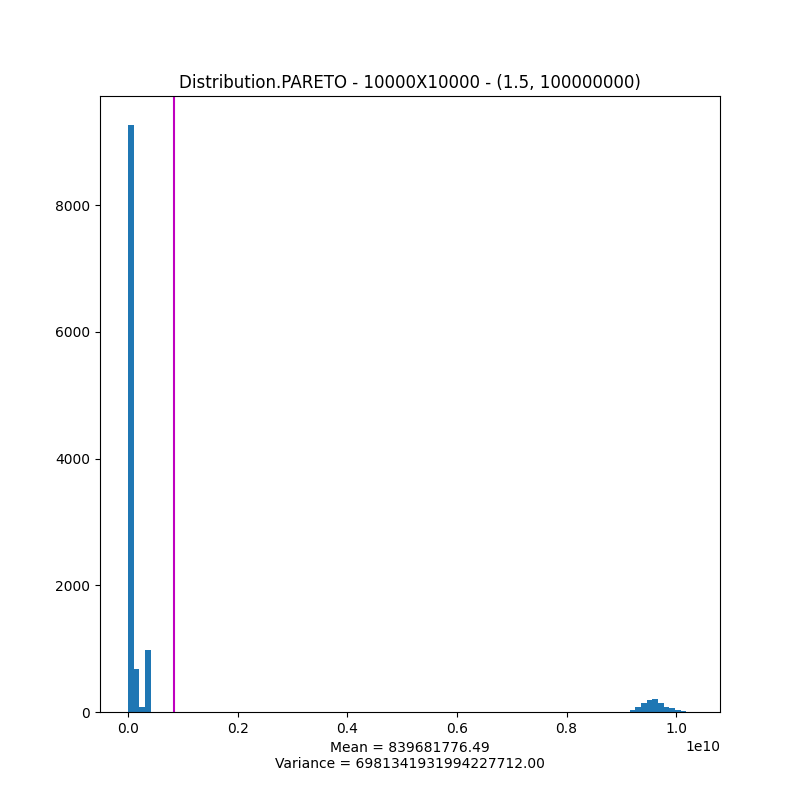 Distribution.PARETO - 10000X10000 - (1.5, 100000000)
8000
6000
4000
2000
0
0.0 0.2 0.4 0.6 0.8 1.0
1e10
Mean = 839681776.49
Variance = 6981341931994227712.00